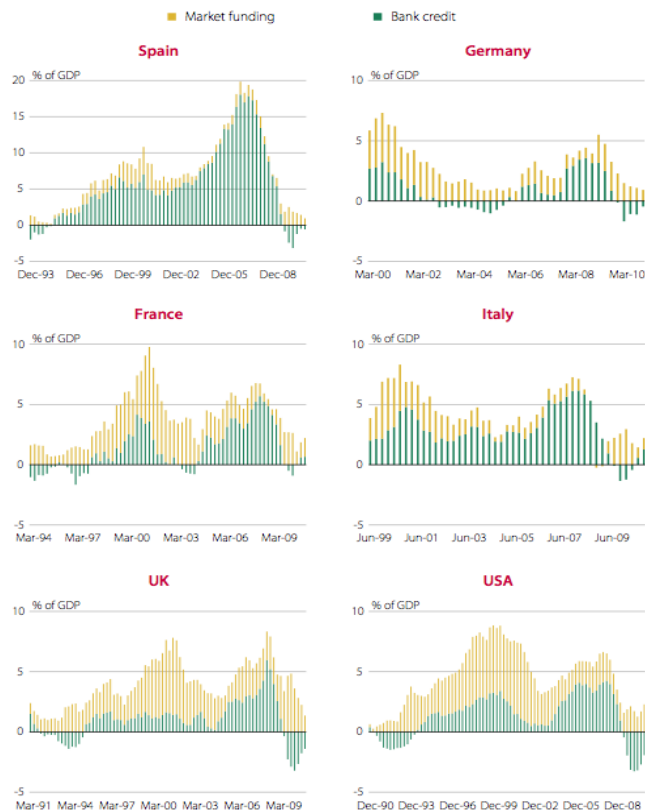 Market funding Bank credit
Spain Germany
% of GDP % of GDP
20 10
15
10 5
5
0 0
-5 -5
Dec-93 Dec-96 Dec-99 Dec-02 Dec-05 Dec-08 Mar-00 Mar-02 Mar-04 Mar-06 Mar-08 Mar-10
France Italy
% of GDP % of GDP
10 10
5 5
0 0
-5 -5
Mar-94 Mar-97 Mar-00 Mar-03 Mar-06 Mar-09 Jun-99 Jun-01 Jun-03 Jun-05 Jun-07 Jun-09
UK USA
% of GDP % of GDP
10 10
5 5
0 0
-5 -5
Mar-91 Mar-94 Mar-97 Mar-00 Mar-03 Mar-06 Mar-09 Dec-90 Dec-93 Dec-96 Dec-99 Dec-02 Dec-05 Dec-08